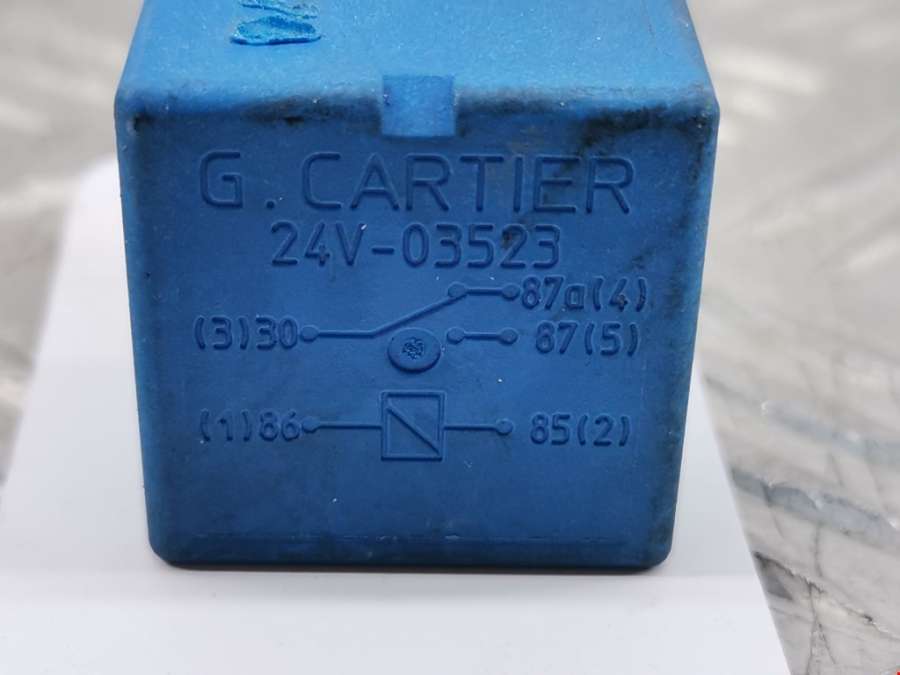 G. CARTIER
24V-03523
87a(4)
(3)30 87(5)
(1)86 85(2)